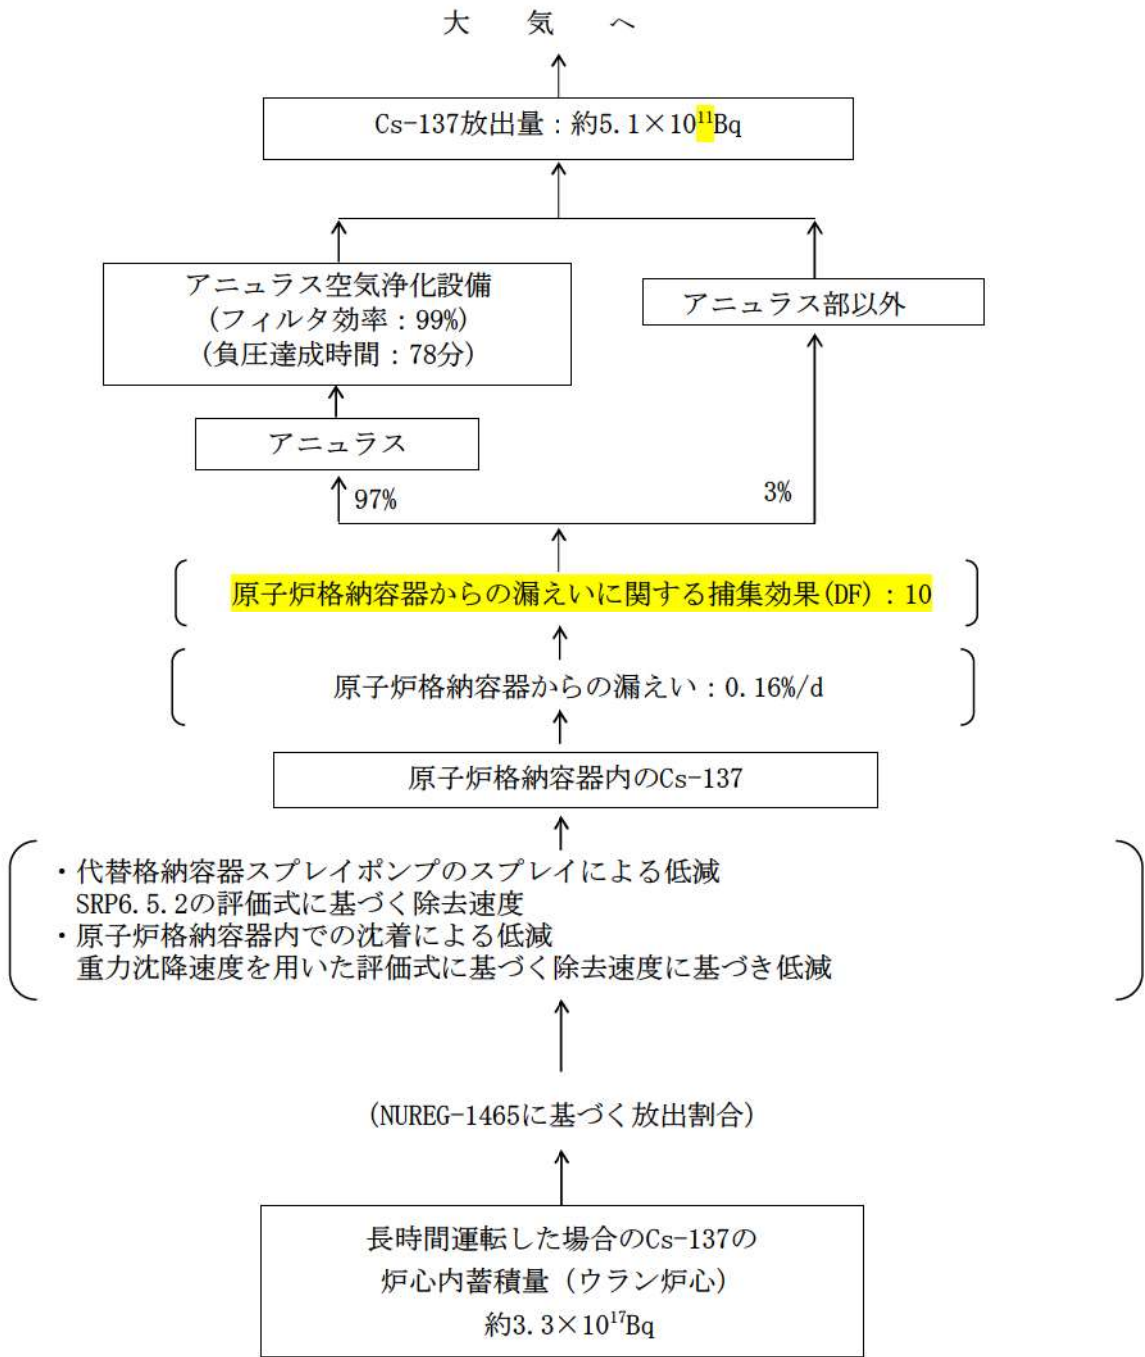 大 気 へ
Cs-137放出量：約5.1×10¹¹Bq
アニュラス空気浄化設備
(フィルタ効率：99%)
(負圧達成時間：78分)
アニュラス部以外
アニュラス
97%
3%
原子炉格納容器からの漏えいに関する捕集効果(DF)：10
原子炉格納容器からの漏えい：0.16%/d
原子炉格納容器内のCs-137
・代替格納容器スプレイポンプのスプレイによる低減
SRP6.5.2の評価式に基づく除去速度
・原子炉格納容器内での沈着による低減
重力沈降速度を用いた評価式に基づく除去速度に基づき低減
(NUREG-1465に基づく放出割合)
長時間運転した場合のCs-137の
炉心内蓄積量（ウラン炉心）
約3.3×10¹⁷Bq